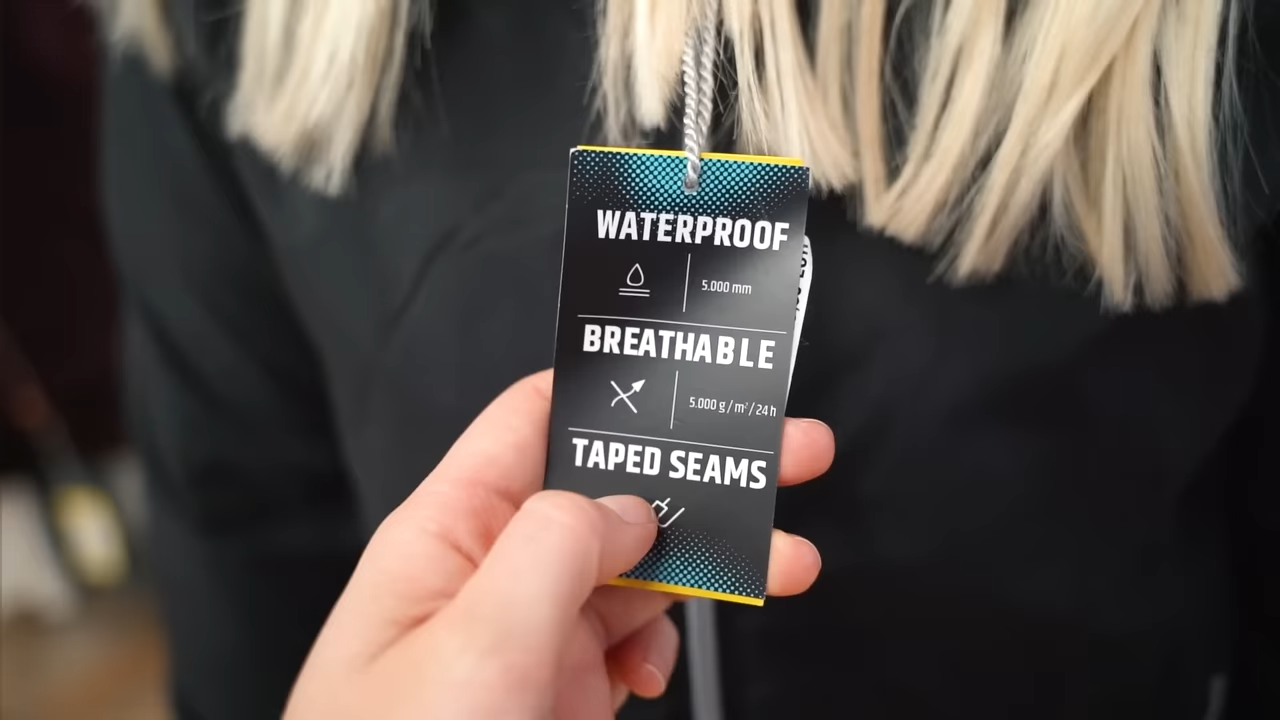 WATERPROOF
5.000 mm
BREATHABLE
5.000 g / m² / 24 h
TAPED SEAMS